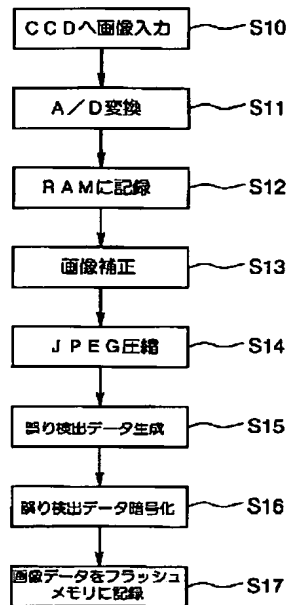 CCDへ画像入力
S10
A/D変換
S11
RAMに記録
S12
画像補正
S13
JPEG圧縮
S14
誤り検出データ生成
S15
誤り検出データ暗号化
S16
画像データをフラッシュ
メモリに記録
S17